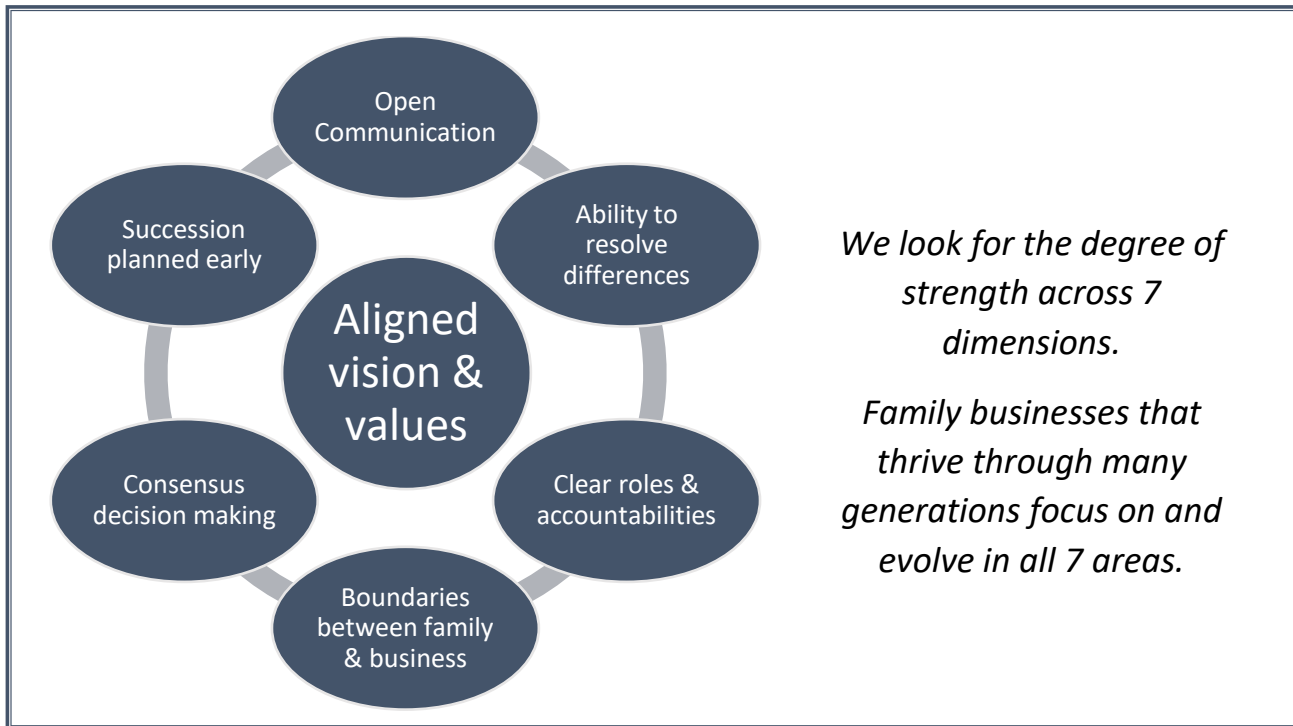 Open
Communication
Ability to
resolve
differences
Clear roles &
accountabilities
Boundaries
between family
& business
Consensus
decision making
Succession
planned early
Aligned
vision &
values
We look for the degree of
strength across 7
dimensions.
Family businesses that
thrive through many
generations focus on and
evolve in all 7 areas.